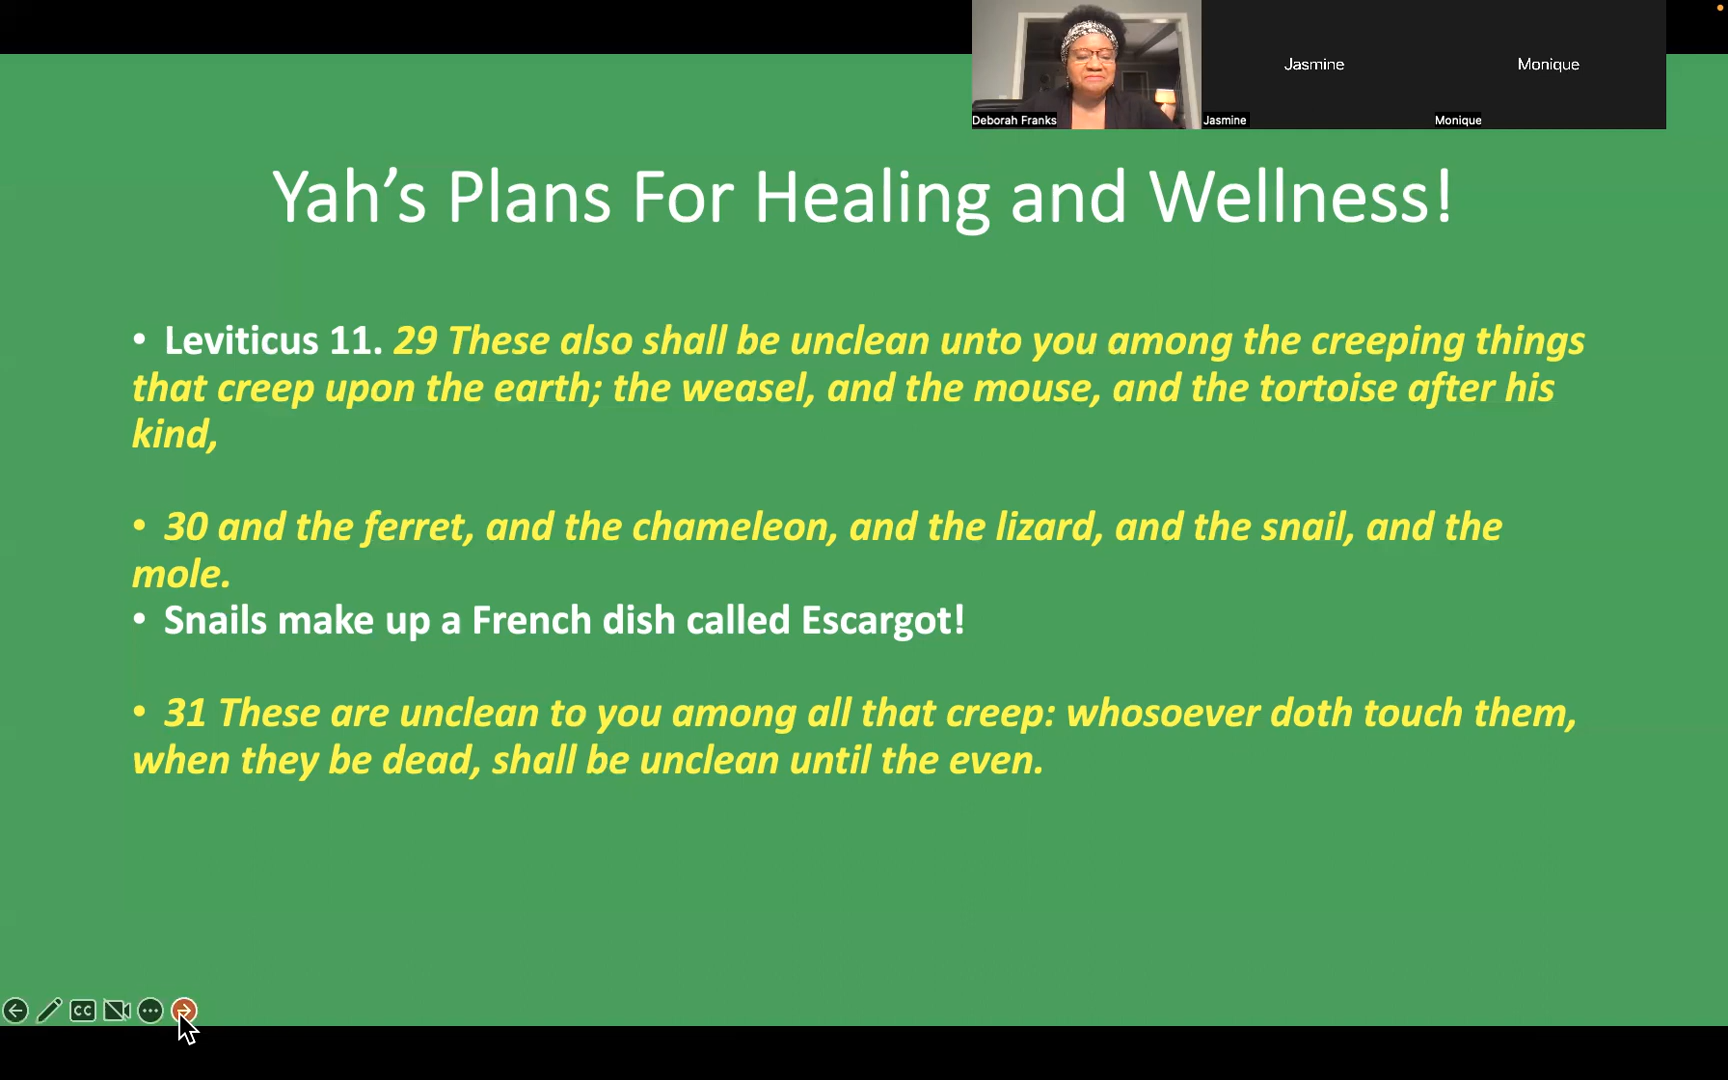 Jasmine
Monique
Deborah Franks
Jasmine
Monique
Yah’s Plans For Healing and Wellness!
• Leviticus 11. 29 These also shall be unclean unto you among the creeping things
that creep upon the earth; the weasel, and the mouse, and the tortoise after his
kind,
• 30 and the ferret, and the chameleon, and the lizard, and the snail, and the
mole.
• Snails make up a French dish called Escargot!
• 31 These are unclean to you among all that creep: whosoever doth touch them,
when they be dead, shall be unclean until the even.
CC